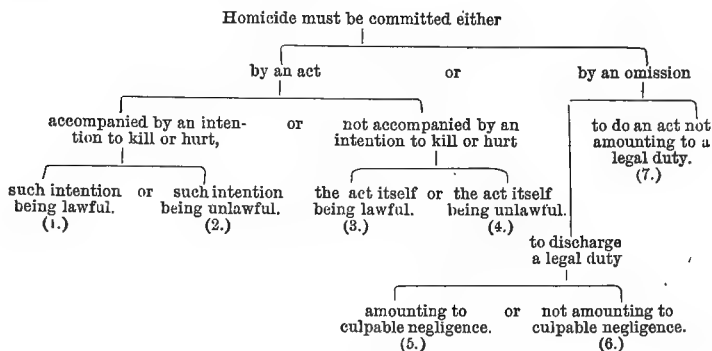 Homicide must be committed either
by an act or by an omission
accompanied by an inten-
tion to kill or hurt,
or
not accompanied by an
intention to kill or hurt
to do an act not
amounting to a
legal duty.
(7.)
such intention
being lawful.
(1.)
or
such intention
being unlawful.
(2.)
the act itself
being lawful.
(3.)
or
the act itself
being unlawful.
(4.)
to discharge
a legal duty
amounting to
culpable negligence.
(5.)
or
not amounting to
culpable negligence.
(6.)